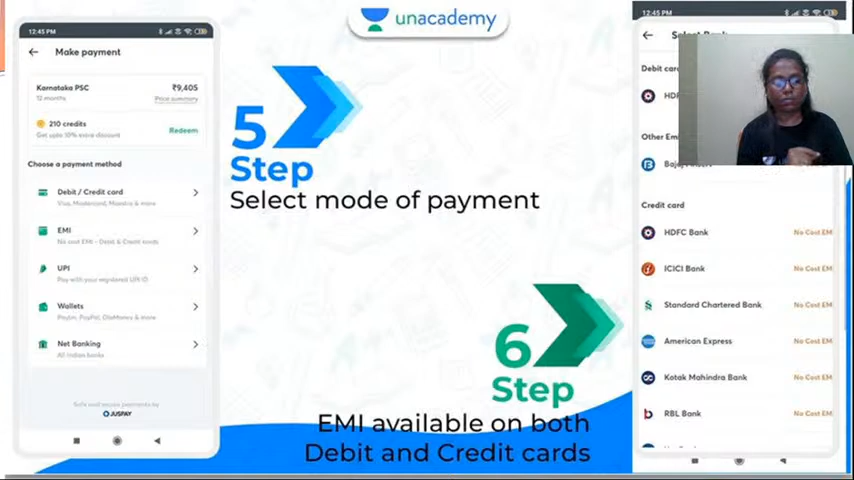 unacademy
12:45 PM
Make payment
Karnataka PSC
₹9,405
12 months
Price summary
210 credits
Redeem
Get upto 10% extra discount
Choose a payment method
Debit / Credit card
Visa, Mastercard, Maestro & more
EMI
No cost EMI - Debit & Credit cards
UPI
Pay with your registered UPI ID
Wallets
Paytm, PayPal, OlaMoney & more
Net Banking
All Indian banks
Safe and secure payments by
JUSPAY
5
Step
Select mode of payment
6
Step
EMI available on both
Debit and Credit cards
12:45 PM
Debit car
HDF
Other Em
Credit card
HDFC Bank
No Cost EM
ICICI Bank
No Cost EM
Standard Chartered Bank
No Cost EM
American Express
No Cost EM
Kotak Mahindra Bank
No Cost EM
RBL Bank
No Cost EM